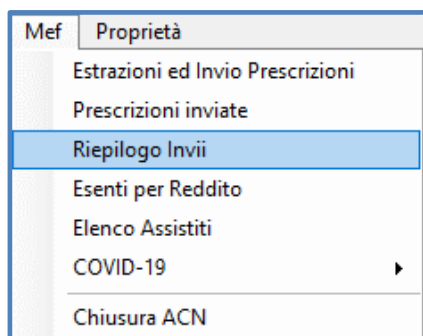 Mef Proprietà
Estrazioni ed Invio Prescrizioni
Prescrizioni inviate
Riepilogo Invii
Esenti per Reddito
Elenco Assistiti
COVID-19
Chiusura ACN